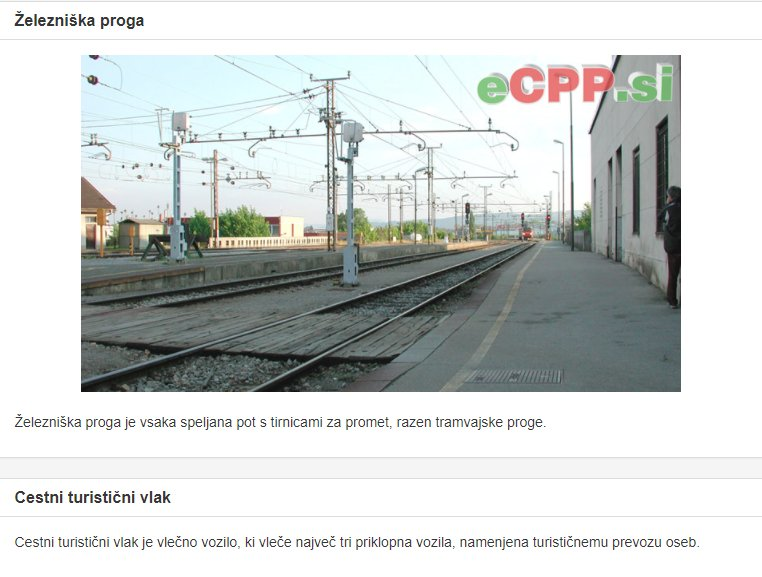 Železniška proga
eCPP.si
Železniška proga je vsaka speljana pot s tirnicami za promet, razen tramvajske proge.
Cestni turistični vlak
Cestni turistični vlak je vlečno vozilo, ki vleče največ tri priklopna vozila, namenjena turističnemu prevozu oseb.